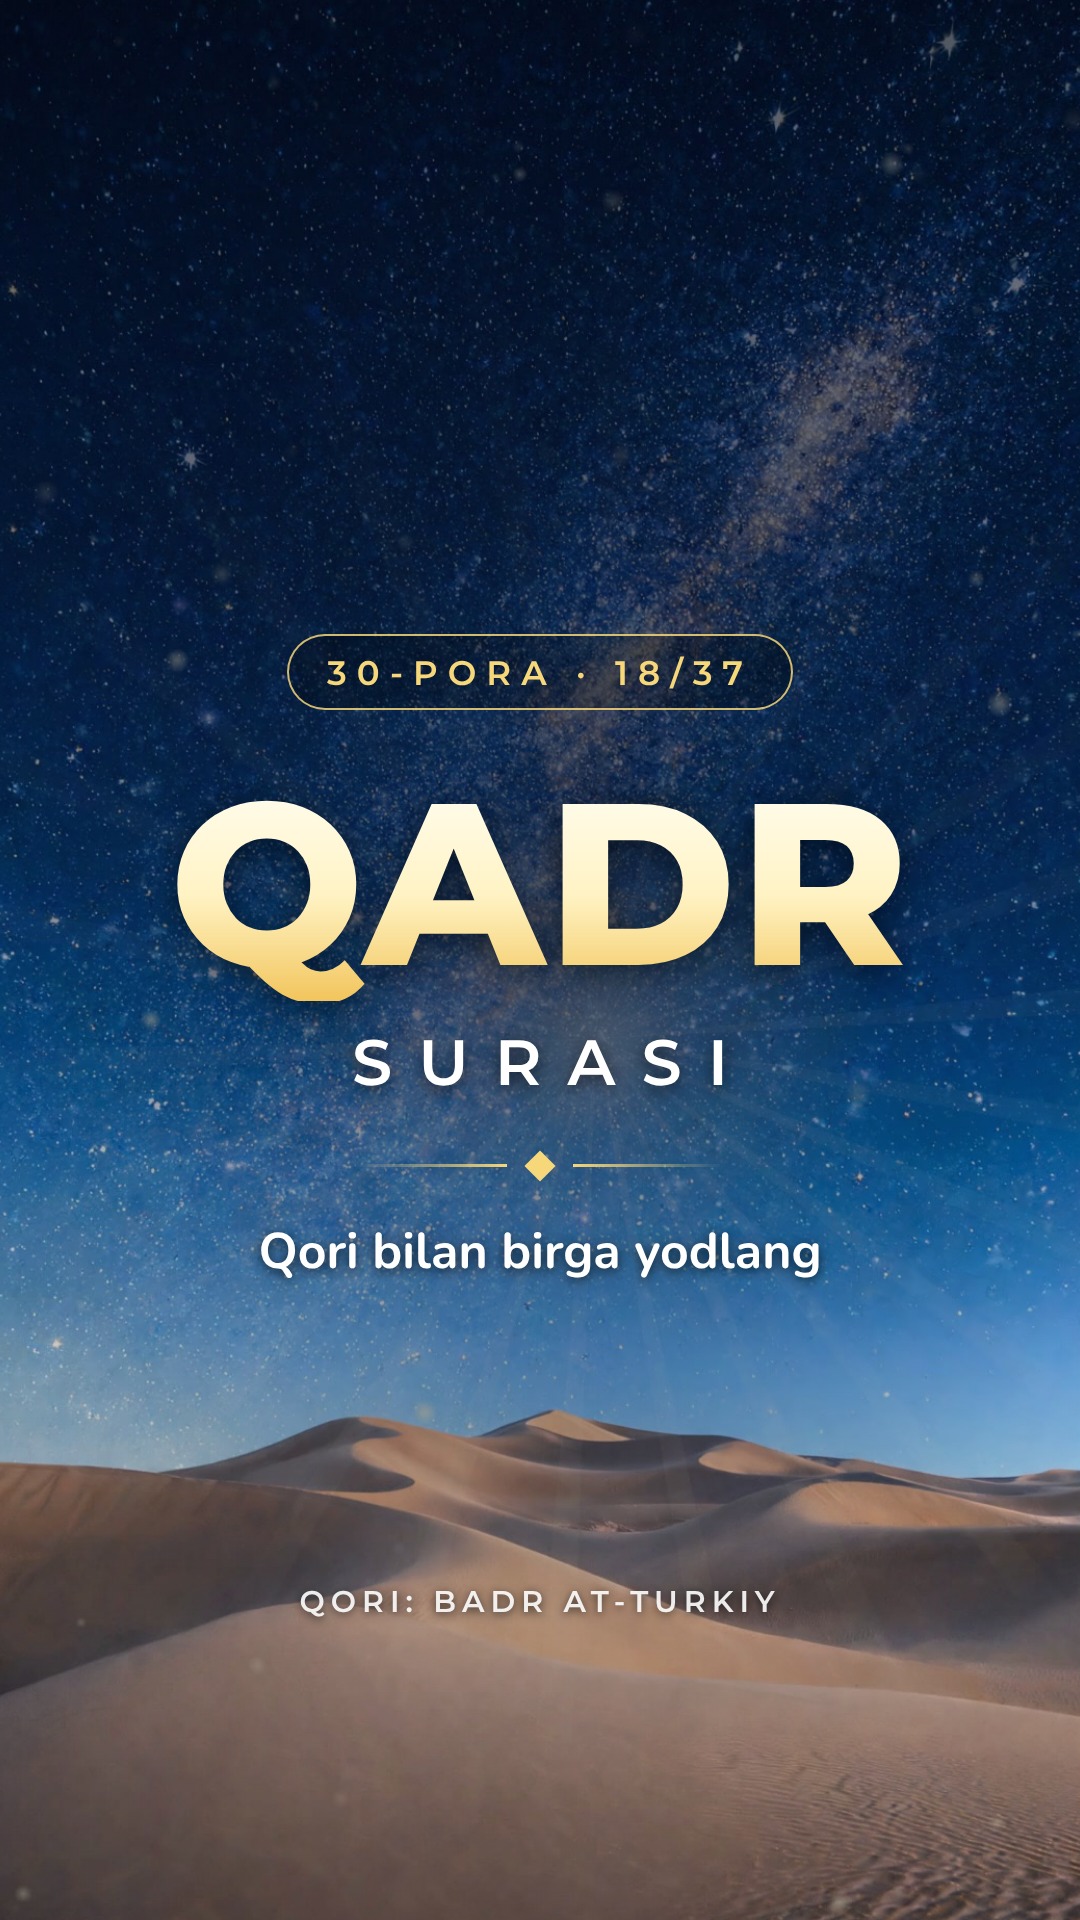 30-PORA · 18/37
QADR
SURASI
Qori bilan birga yodlang
QORI: BADR AT-TURKIY